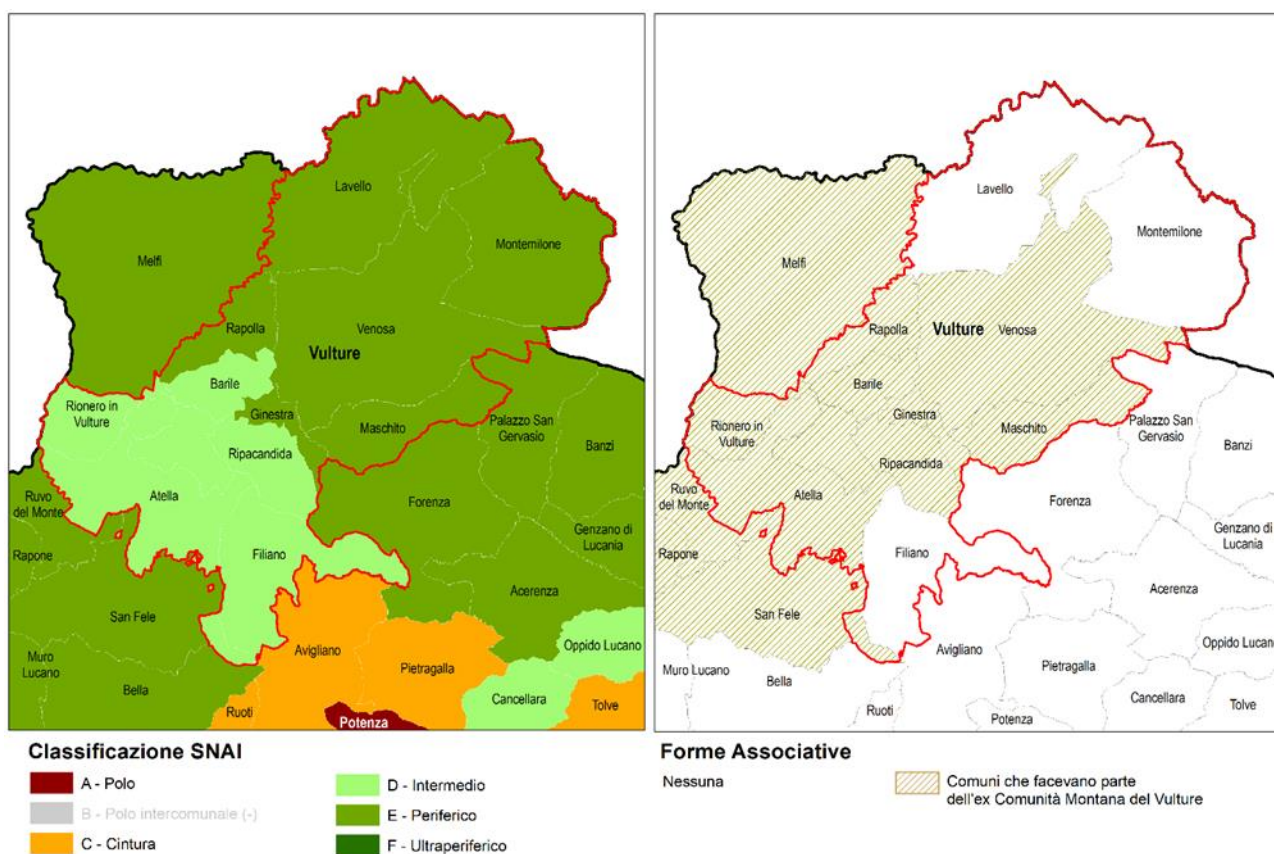 Lavello
Melfi
Montemilone
Rapolla
Venosa
Vulture
Barile
Rionero in
Vulture
Ginestra
Maschito
Palazzo San
Gervasio
Banzi
Ripacandida
Ruvo
del Monte
Atella
Forenza
Genzano di
Lucania
Rapone
Filiano
Acerenza
San Fele
Oppido Lucano
Muro
Lucano
Avigliano
Pietragalla
Bella
Cancellara
Ruoti
Tolve
Potenza
Lavello
Melfi
Montemilone
Rapolla
Vulture
Venosa
Barile
Rionero in
Vulture
Ginestra
Maschito
Palazzo San
Gervasio
Banzi
Ripacandida
Ruvo
del Monte
Atella
Forenza
Genzano di
Lucania
Rapone
Filiano
Acerenza
San Fele
Oppido Lucano
Muro Lucano
Avigliano
Pietragalla
Bella
Cancellara
Ruoti
Tolve
Potenza
Classificazione SNAI
A - Polo
B - Polo intercomunale (-)
C - Cintura
D - Intermedio
E - Periferico
F - Ultraperiferico
Forme Associative
Nessuna
Comuni che facevano parte
dell'ex Comunità Montana del Vulture